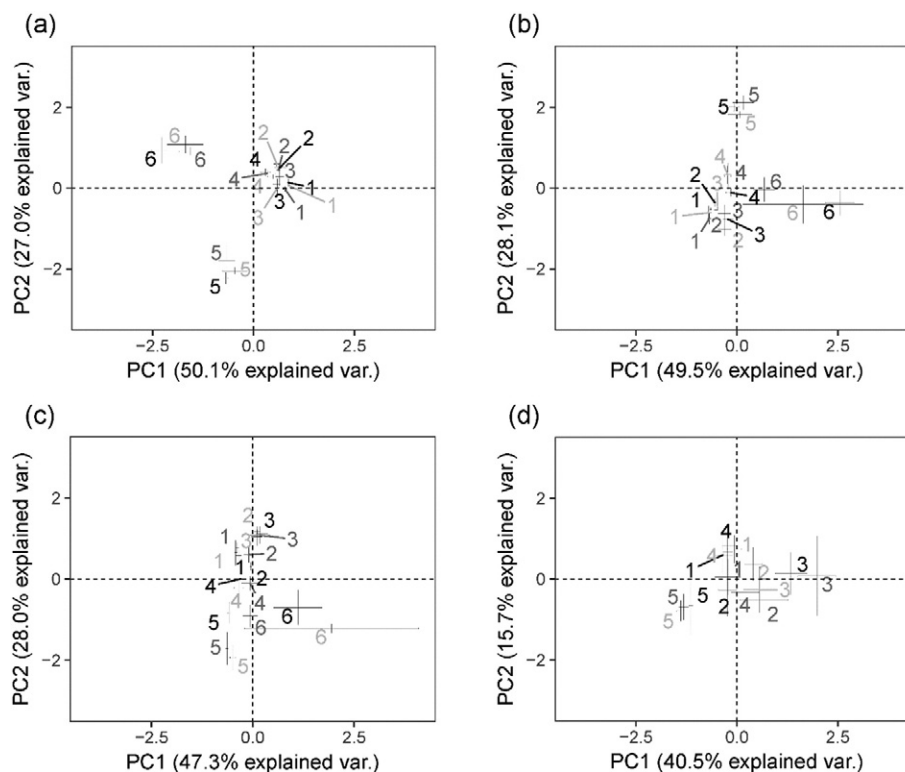 (a)
2
0
−2
−2.5 0.0 2.5
PC2 (27.0% explained var.)
PC1 (50.1% explained var.)
6 6 6
2 2 2
4 3
4 4
3 3 1 1 1
5 5
5
(b)
2
0
−2
−2.5 0.0 2.5
PC2 (28.1% explained var.)
PC1 (49.5% explained var.)
5 5
5
4 4
2 3 4 6
1 1 3 6 6
1 2 3
2
(c)
2
0
−2
−2.5 0.0 2.5
PC2 (28.0% explained var.)
PC1 (47.3% explained var.)
2 3
1 3 3
1 1 2
4 2
4 4
5 6
6 6
5 5
(d)
2
0
−2
−2.5 0.0 2.5
PC2 (15.7% explained var.)
PC1 (40.5% explained var.)
4 1
4 3
1 1 2 3
5 5 3
5 2 4 2